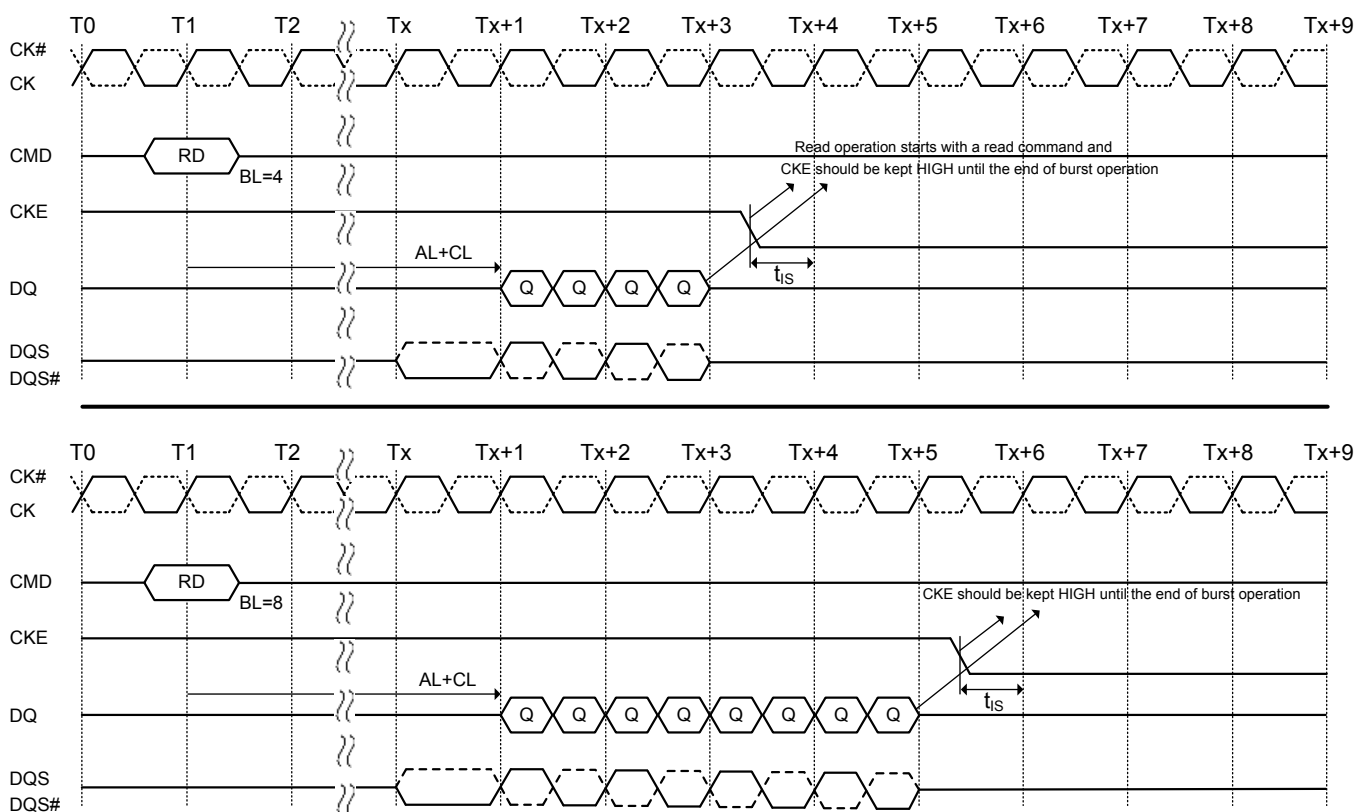 T0 T1 T2 Tx Tx+1 Tx+2 Tx+3 Tx+4 Tx+5 Tx+6 Tx+7 Tx+8 Tx+9
CK#
CK
CMD RD Read operation starts with a read command and
BL=4 CKE should be kept HIGH until the end of burst operation
CKE
AL+CL tIS
DQ Q Q Q Q
DQS
DQS#
T0 T1 T2 Tx Tx+1 Tx+2 Tx+3 Tx+4 Tx+5 Tx+6 Tx+7 Tx+8 Tx+9
CK#
CK
CMD RD
BL=8 CKE should be kept HIGH until the end of burst operation
CKE
AL+CL tIS
DQ Q Q Q Q Q Q Q Q
DQS
DQS#